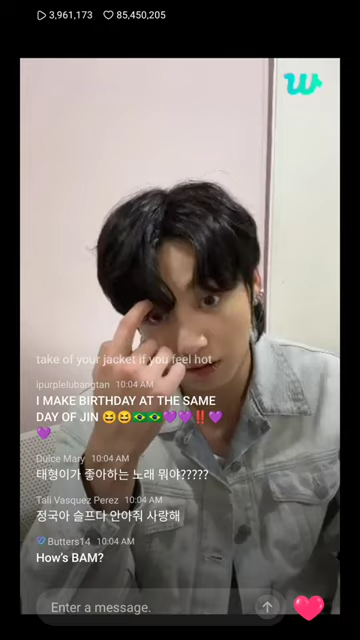 3,961,173 85,450,205
W
take of your jacket if you feel hot
ipurplelubangtan 10:04 AM
I MAKE BIRTHDAY AT THE SAME
DAY OF JIN 😆😆🇧🇷🇧🇷💜💜‼️💜
💜
Dulce Mary 10:04 AM
태형이가 좋아하는 노래 뭐야?????
Tali Vasquez Perez 10:04 AM
정국아 슬프다 안아줘 사랑해
Butters14 10:04 AM
How's BAM?
Enter a message.